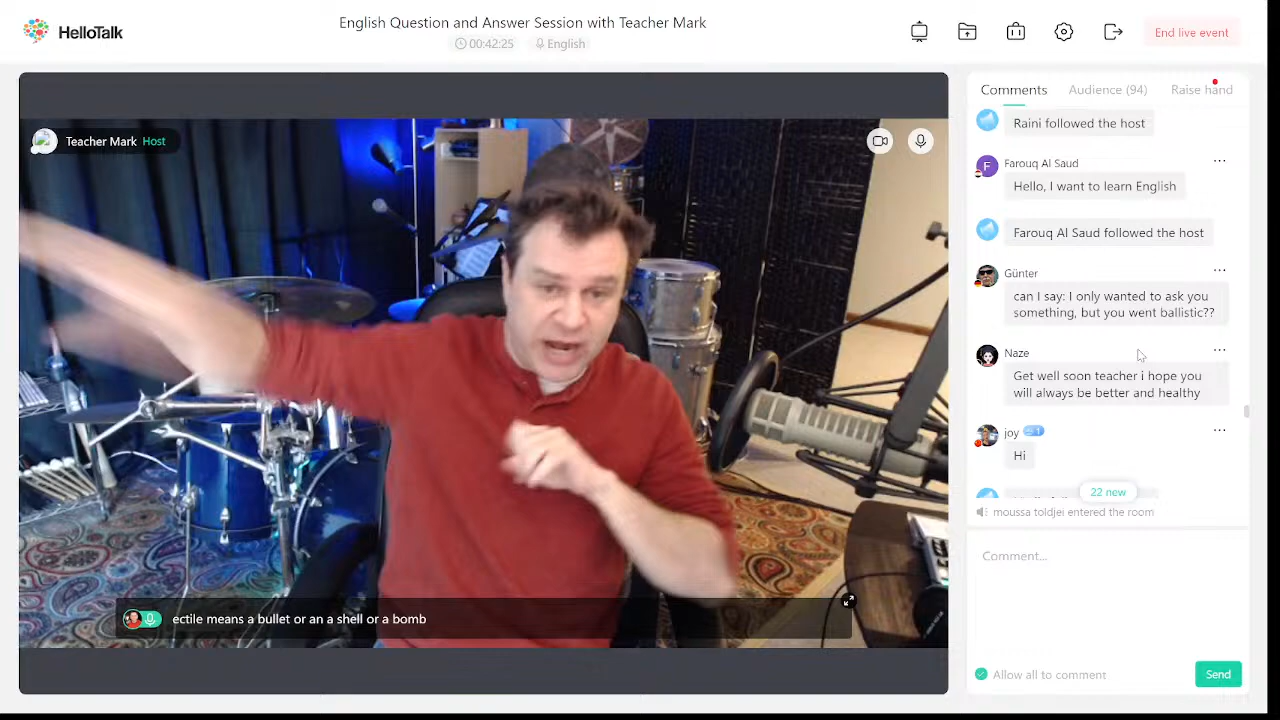 HelloTalk
English Question and Answer Session with Teacher Mark
00:42:25
English
End live event
Teacher Mark Host
ectile means a bullet or an a shell or a bomb
Comments
Audience (94)
Raise hand
Raini followed the host
F
Farouq Al Saud
Hello, I want to learn English
Farouq Al Saud followed the host
Günter
can I say: I only wanted to ask you
something, but you went ballistic??
Naze
Get well soon teacher i hope you
will always be better and healthy
joy
1
Hi
22 new
moussa toldjei entered the room
Comment...
Allow all to comment
Send